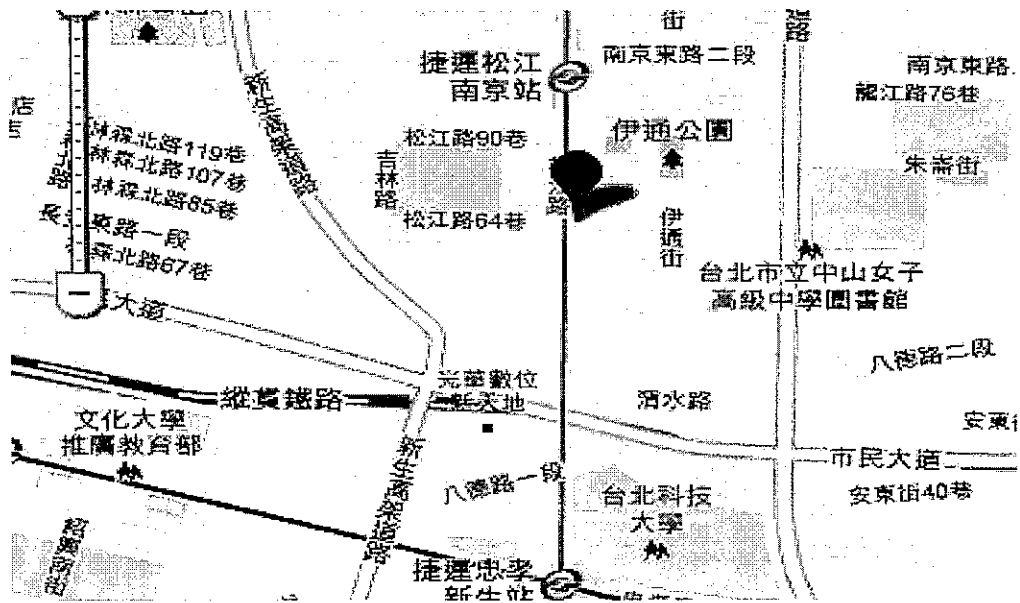 街
南京東路二段
捷運松江
南京站
南京東路
龍江路76巷
店
林森北路119巷
林森北路107巷
林森北路85巷
松江路90巷
伊通公園
吉林路
朱崙街
松江路64巷
伊通街
東路一段
森北路67巷
台北市立中山女子
高級中學圖書館
大道
八德路二段
光華數位
新天地
縱貫鐵路
渭水路
文化大學
推廣教育部
安東街
市民大道
八德路一段
台北科技
大學
安東街40巷
新生高架道路
捷運忠孝
新生站